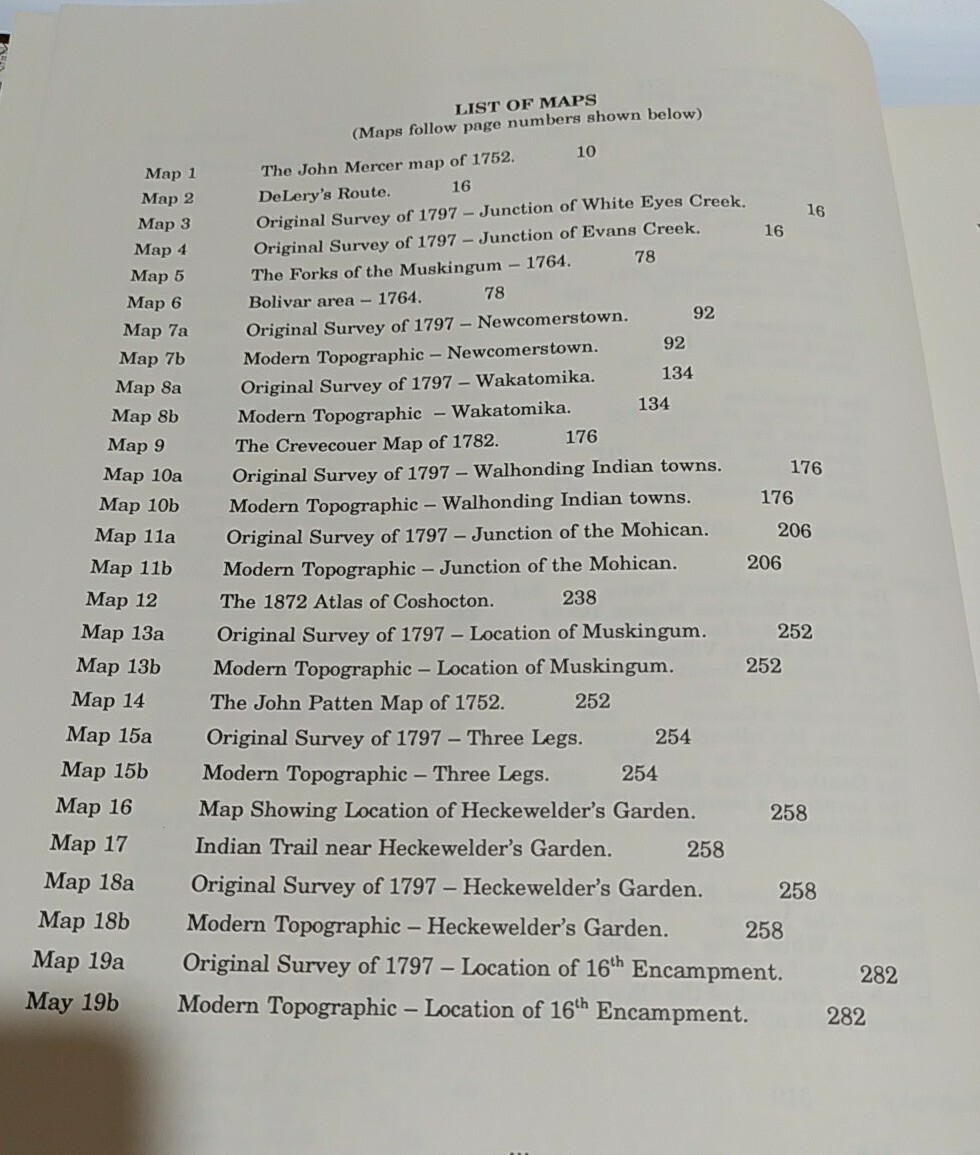 LIST OF MAPS
(Maps follow page numbers shown below)
Map 1 The John Mercer map of 1752. 10
Map 2 DeLery's Route. 16
Map 3 Original Survey of 1797 – Junction of White Eyes Creek. 16
Map 4 Original Survey of 1797 – Junction of Evans Creek. 16
Map 5 The Forks of the Muskingum – 1764. 78
Map 6 Bolivar area – 1764. 78
Map 7a Original Survey of 1797 – Newcomerstown. 92
Map 7b Modern Topographic – Newcomerstown. 92
Map 8a Original Survey of 1797 – Wakatomika. 134
Map 8b Modern Topographic – Wakatomika. 134
Map 9 The Crevecouer Map of 1782. 176
Map 10a Original Survey of 1797 – Walhonding Indian towns. 176
Map 10b Modern Topographic – Walhonding Indian towns. 176
Map 11a Original Survey of 1797 – Junction of the Mohican. 206
Map 11b Modern Topographic – Junction of the Mohican. 206
Map 12 The 1872 Atlas of Coshocton. 238
Map 13a Original Survey of 1797 – Location of Muskingum. 252
Map 13b Modern Topographic – Location of Muskingum. 252
Map 14 The John Patten Map of 1752. 252
Map 15a Original Survey of 1797 – Three Legs. 254
Map 15b Modern Topographic – Three Legs. 254
Map 16 Map Showing Location of Heckewelder's Garden. 258
Map 17 Indian Trail near Heckewelder's Garden. 258
Map 18a Original Survey of 1797 – Heckewelder's Garden. 258
Map 18b Modern Topographic – Heckewelder's Garden. 258
Map 19a Original Survey of 1797 – Location of 16th Encampment. 282
May 19b Modern Topographic – Location of 16th Encampment. 282